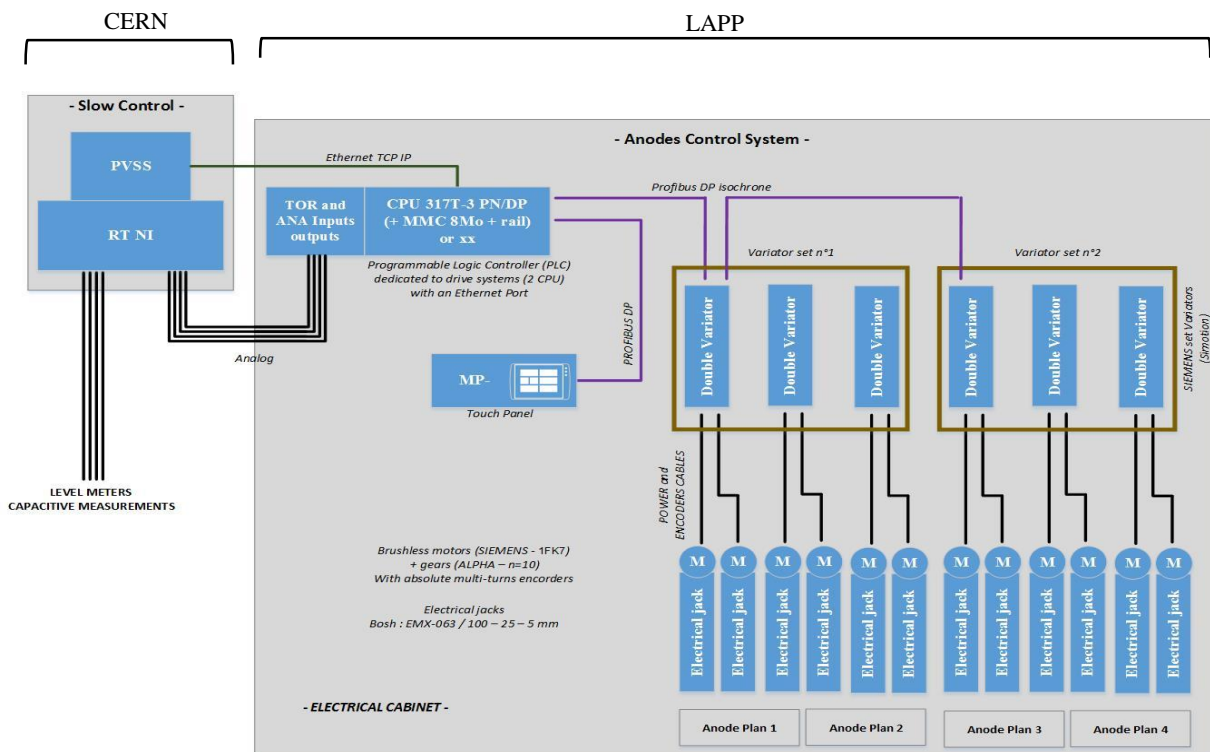 CERN
LAPP
- Slow Control -
PVSS
RT NI
- Anodes Control System -
Ethernet TCP IP
TOR and
ANA Inputs
outputs
CPU 317T-3 PN/DP
(+ MMC 8Mo + rail)
or xx
Programmable Logic Controller (PLC)
dedicated to drive systems (2 CPU)
with an Ethernet Port
Profibus DP isochrone
Variator set n°1
Variator set n°2
Double Variator
Double Variator
Double Variator
Double Variator
Double Variator
Double Variator
SIEMENS set Variators
(Simotion)
Analog
PROFIBUS DP
MP-
Touch Panel
LEVEL METERS
CAPACITIVE MEASUREMENTS
POWER and
ENCODERS CABLES
Brushless motors (SIEMENS - 1FK7)
+ gears (ALPHA – n=10)
With absolute multi-turns encorders
Electrical jacks
Bosh : EMX-063 / 100 – 25 – 5 mm
M
M
M
M
M
M
M
M
M
M
M
M
Electrical jack
Electrical jack
Electrical jack
Electrical jack
Electrical jack
Electrical jack
Electrical jack
Electrical jack
Electrical jack
Electrical jack
Electrical jack
Electrical jack
- ELECTRICAL CABINET -
Anode Plan 1
Anode Plan 2
Anode Plan 3
Anode Plan 4